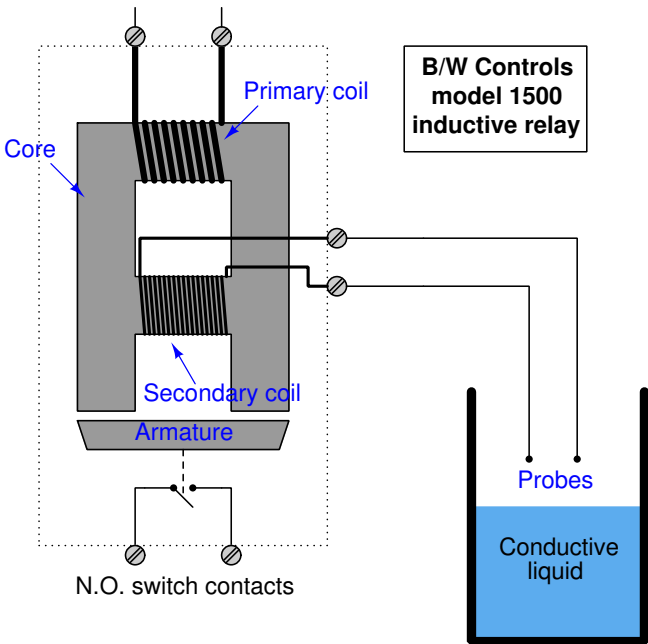 B/W Controls
model 1500
inductive relay
Primary coil
Core
Secondary coil
Armature
Probes
Conductive
liquid
N.O. switch contacts